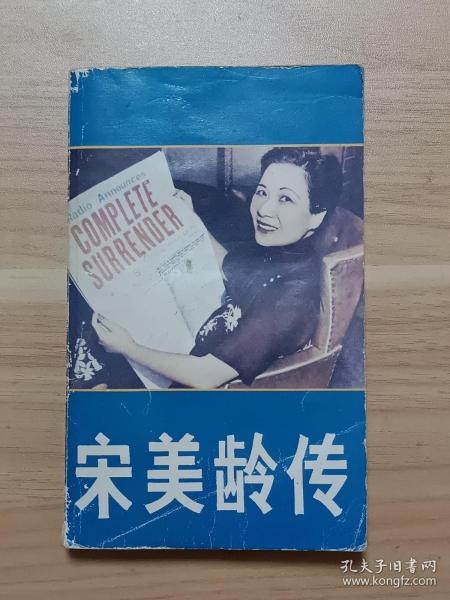 Radio Announces
COMPLETE
SURRENDER
宋美龄传
孔夫子旧书网
www.kongfz.com